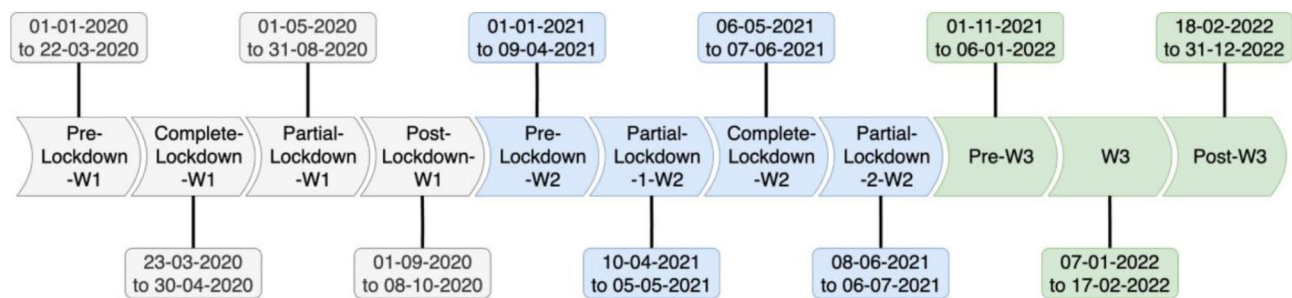 01-01-2020
to 22-03-2020
01-05-2020
to 31-08-2020
01-01-2021
to 09-04-2021
06-05-2021
to 07-06-2021
01-11-2021
to 06-01-2022
18-02-2022
to 31-12-2022
Pre-
Lockdown
-W1
Complete-
Lockdown
-W1
Partial-
Lockdown
-W1
Post-
Lockdown-
W1
Pre-
Lockdown
-W2
Partial-
Lockdown
-1-W2
Complete-
Lockdown
-W2
Partial-
Lockdown
-2-W2
Pre-W3
W3
Post-W3
23-03-2020
to 30-04-2020
01-09-2020
to 08-10-2020
10-04-2021
to 05-05-2021
08-06-2021
to 06-07-2021
07-01-2022
to 17-02-2022